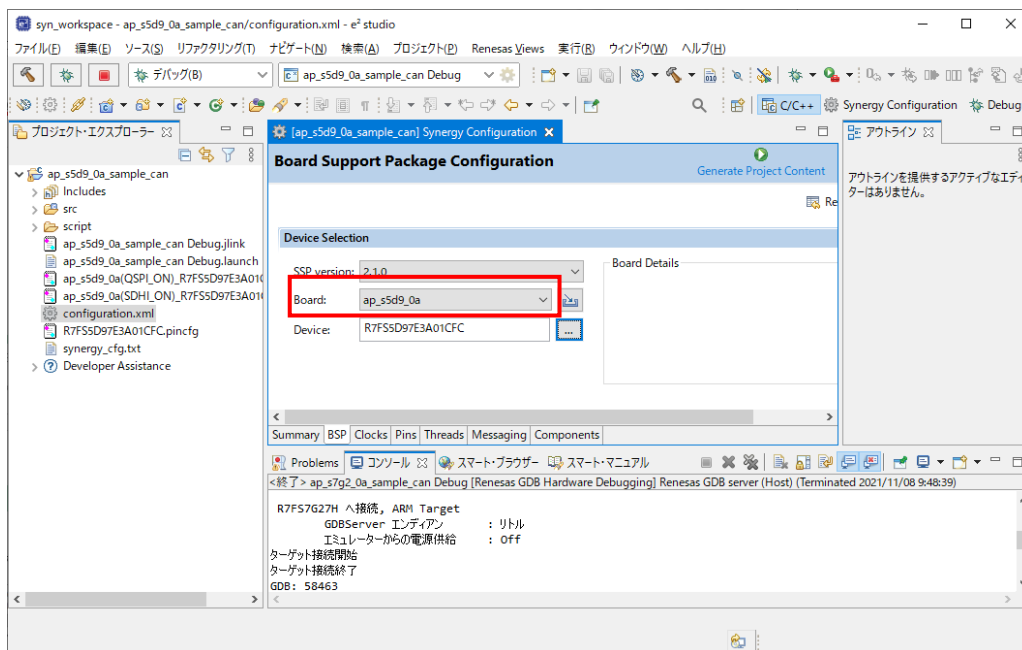 syn_workspace - ap_s5d9_0a_sample_can/configuration.xml - e² studio
ファイル(F) 編集(E) ソース(S) リファクタリング(T) ナビゲート(N) 検索(A) プロジェクト(P) Renesas Views 実行(R) ウィンドウ(W) ヘルプ(H)
デバッグ(B) ap_s5d9_0a_sample_can Debug
C/C++ Synergy Configuration Debug
プロジェクト・エクスプローラー
ap_s5d9_0a_sample_can
Includes
src
script
ap_s5d9_0a_sample_can Debug.jlink
ap_s5d9_0a_sample_can Debug.launch
ap_s5d9_0a(QSPI_ON)_R7FS5D97E3A01
ap_s5d9_0a(SDHI_ON)_R7FS5D97E3A01
configuration.xml
R7FS5D97E3A01CFC.pincfg
synergy_cfg.txt
Developer Assistance
[ap_s5d9_0a_sample_can] Synergy Configuration
Board Support Package Configuration
Generate Project Content
Re
Device Selection
SSP version: 2.1.0
Board: ap_s5d9_0a
Device: R7FS5D97E3A01CFC
...
Board Details
Summary BSP Clocks Pins Threads Messaging Components
アウトライン
アウトラインを提供するアクティブなエディ
ターはありません。
Problems コンソール スマート・ブラウザー スマート・マニュアル
<終了> ap_s7g2_0a_sample_can Debug [Renesas GDB Hardware Debugging] Renesas GDB server (Host) (Terminated 2021/11/08 9:48:39)
R7FS7G27H へ接続, ARM Target
GDBServer エンディアン : リトル
エミュレーターからの電源供給 : Off
ターゲット接続開始
ターゲット接続終了
GDB: 58463